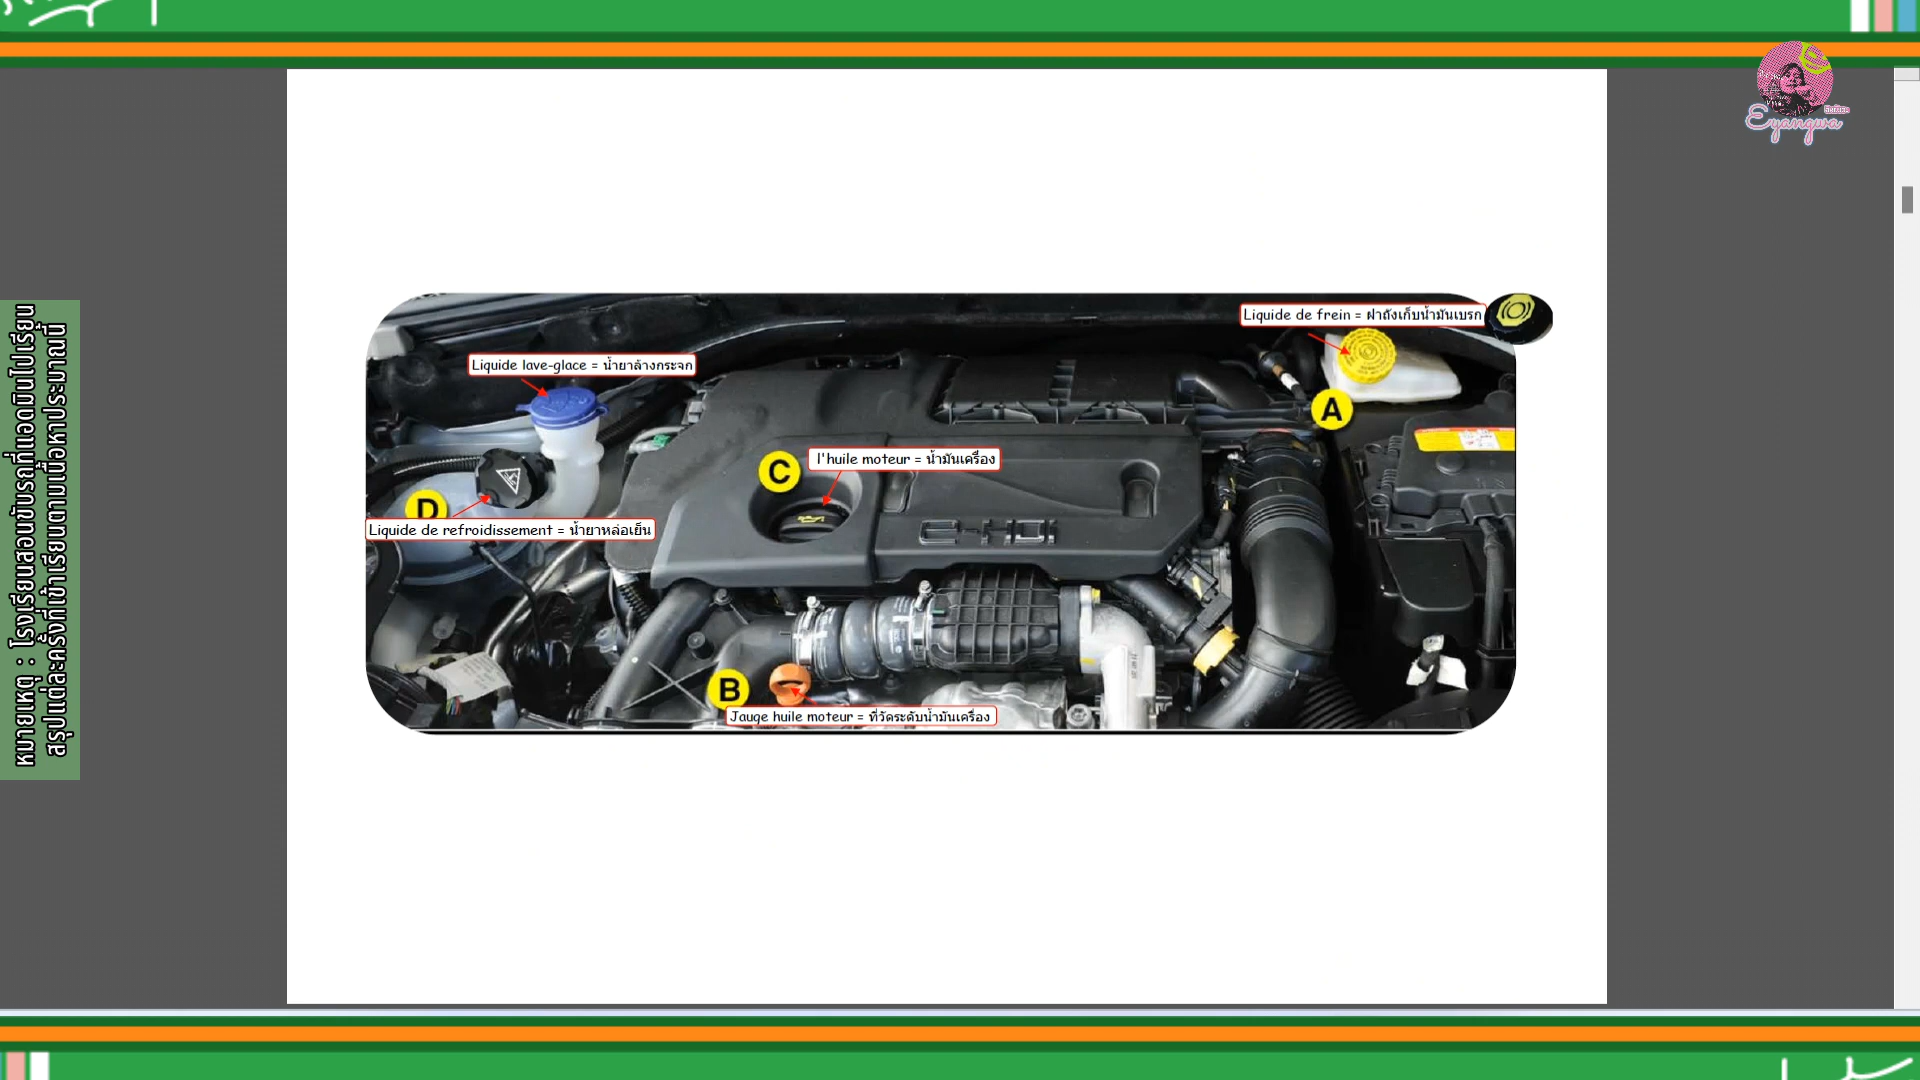 Eyangwa
Liquide de frein = ฝาถังเก็บน้ำมันเบรก
Liquide lave-glace = น้ำยาล้างกระจก
A
l'huile moteur = น้ำมันเครื่อง
C
D
Liquide de refroidissement = น้ำยาหล่อเย็น
e-HDi
B
Jauge huile moteur = ที่วัดระดับน้ำมันเครื่อง
หมายเหตุ : โรงเรียนสอนขับรถที่แอดมินไปเรียน
สรุปแต่ละครั้งที่เข้าเรียนตามเนื้อหาประมาณนี้